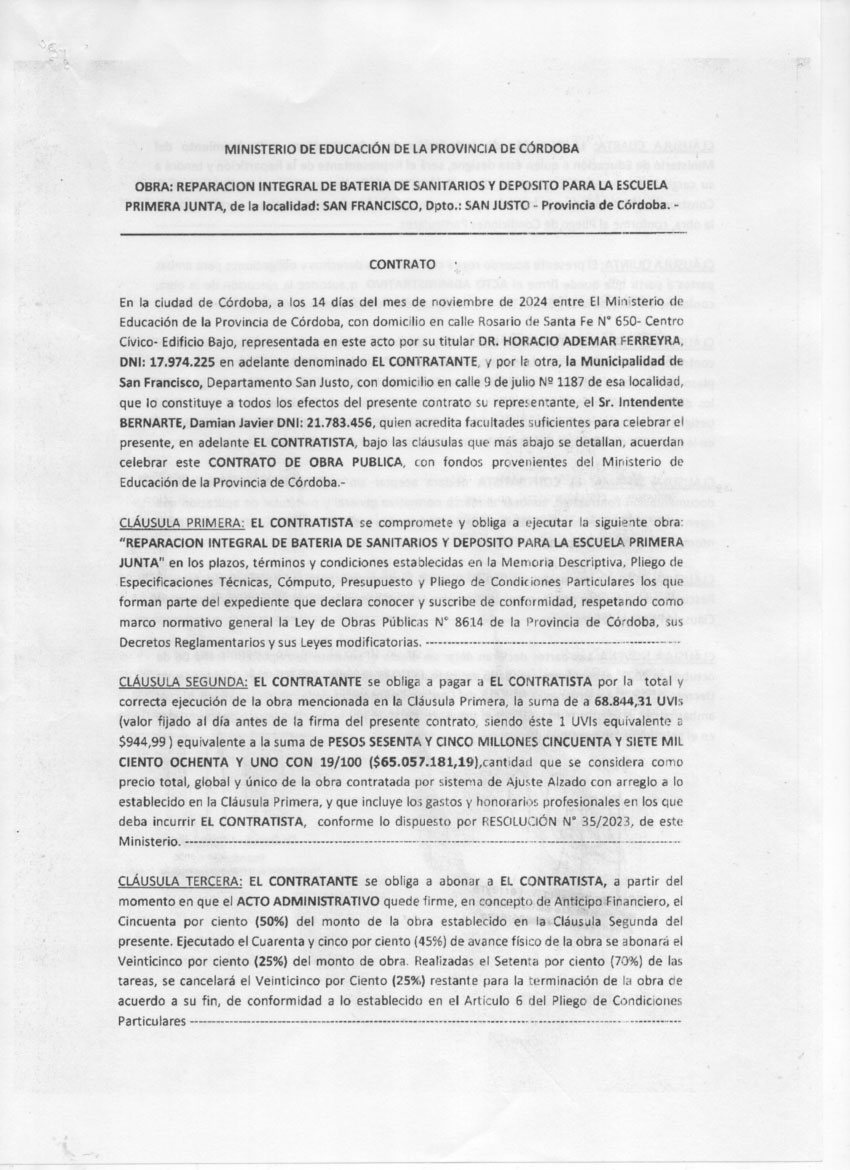 MINISTERIO DE EDUCACIÓN DE LA PROVINCIA DE CÓRDOBA
OBRA: REPARACION INTEGRAL DE BATERIA DE SANITARIOS Y DEPOSITO PARA LA ESCUELA
PRIMERA JUNTA, de la localidad: SAN FRANCISCO, Dpto.: SAN JUSTO - Provincia de Córdoba. -
CONTRATO
En la ciudad de Córdoba, a los 14 días del mes de noviembre de 2024 entre El Ministerio de
Educación de la Provincia de Córdoba, con domicilio en calle Rosario de Santa Fe N° 650- Centro
Cívico- Edificio Bajo, representada en este acto por su titular DR. HORACIO ADEMAR FERREYRA,
DNI: 17.974.225 en adelante denominado EL CONTRATANTE, y por la otra, la Municipalidad de
San Francisco, Departamento San Justo, con domicilio en calle 9 de julio Nº 1187 de esa localidad,
que lo constituye a todos los efectos del presente contrato su representante, el Sr. Intendente
BERNARTE, Damian Javier DNI: 21.783.456, quien acredita facultades suficientes para celebrar el
presente, en adelante EL CONTRATISTA, bajo las cláusulas que más abajo se detallan, acuerdan
celebrar este CONTRATO DE OBRA PUBLICA, con fondos provenientes del Ministerio de
Educación de la Provincia de Córdoba.-
CLÁUSULA PRIMERA: EL CONTRATISTA se compromete y obliga a ejecutar la siguiente obra:
"REPARACION INTEGRAL DE BATERIA DE SANITARIOS Y DEPOSITO PARA LA ESCUELA PRIMERA
JUNTA" en los plazos, términos y condiciones establecidas en la Memoria Descriptiva, Pliego de
Especificaciones Técnicas, Cómputo, Presupuesto y Pliego de Condiciones Particulares los que
forman parte del expediente que declara conocer y suscribe de conformidad, respetando como
marco normativo general la Ley de Obras Públicas N° 8614 de la Provincia de Córdoba, sus
Decretos Reglamentarios y sus Leyes modificatorias. ------------------------------------------------
CLÁUSULA SEGUNDA: EL CONTRATANTE se obliga a pagar a EL CONTRATISTA por la total y
correcta ejecución de la obra mencionada en la Cláusula Primera, la suma de a 68.844,31 UVIs
(valor fijado al día antes de la firma del presente contrato, siendo éste 1 UVIs equivalente a
$944,99 ) equivalente a la suma de PESOS SESENTA Y CINCO MILLONES CINCUENTA Y SIETE MIL
CIENTO OCHENTA Y UNO CON 19/100 ($65.057.181,19),cantidad que se considera como
precio total, global y único de la obra contratada por sistema de Ajuste Alzado con arreglo a lo
establecido en la Cláusula Primera, y que incluye los gastos y honorarios profesionales en los que
deba incurrir EL CONTRATISTA, conforme lo dispuesto por RESOLUCIÓN N° 35/2023, de este
Ministerio. ------------------------------------------------------------------------------------------
CLÁUSULA TERCERA: EL CONTRATANTE se obliga a abonar a EL CONTRATISTA, a partir del
momento en que el ACTO ADMINISTRATIVO quede firme, en concepto de Anticipo Financiero, el
Cincuenta por ciento (50%) del monto de la obra establecido en la Cláusula Segunda del
presente. Ejecutado el Cuarenta y cinco por ciento (45%) de avance físico de la obra se abonará el
Veinticinco por ciento (25%) del monto de obra. Realizadas el Setenta por ciento (70%) de las
tareas, se cancelará el Veinticinco por Ciento (25%) restante para la terminación de la obra de
acuerdo a su fin, de conformidad a lo establecido en el Articulo 6 del Pliego de Condiciones
Particulares ------------------------------------------------------------------------------------------